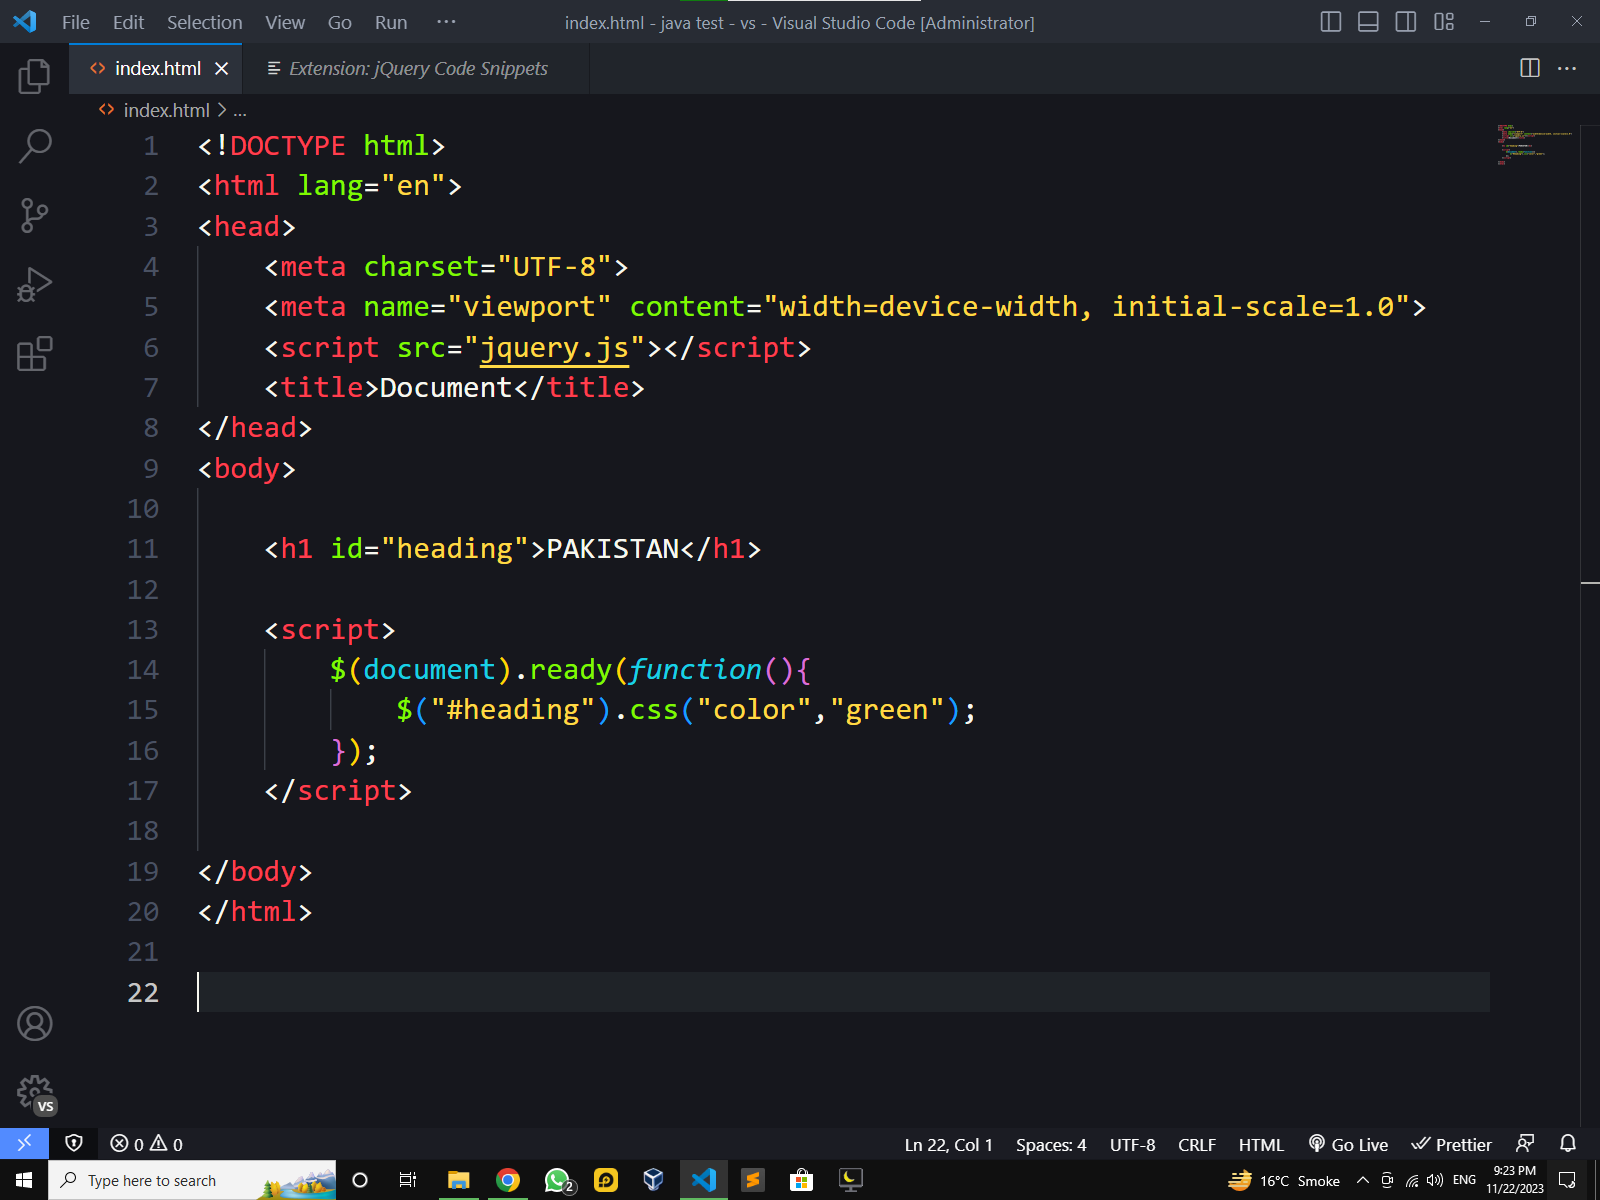 File Edit Selection View Go Run ··· index.html - java test - vs - Visual Studio Code [Administrator]
index.html Extension: jQuery Code Snippets
index.html > ...
1 <!DOCTYPE html>
2 <html lang="en">
3 <head>
4 <meta charset="UTF-8">
5 <meta name="viewport" content="width=device-width, initial-scale=1.0">
6 <script src="jquery.js"></script>
7 <title>Document</title>
8 </head>
9 <body>
10
11 <h1 id="heading">PAKISTAN</h1>
12
13 <script>
14 $(document).ready(function(){
15 $("#heading").css("color","green");
16 });
17 </script>
18
19 </body>
20 </html>
21
22
VS
0 0 Ln 22, Col 1 Spaces: 4 UTF-8 CRLF HTML Go Live Prettier
Type here to search 2 16°C Smoke ENG 9:23 PM
11/22/2023